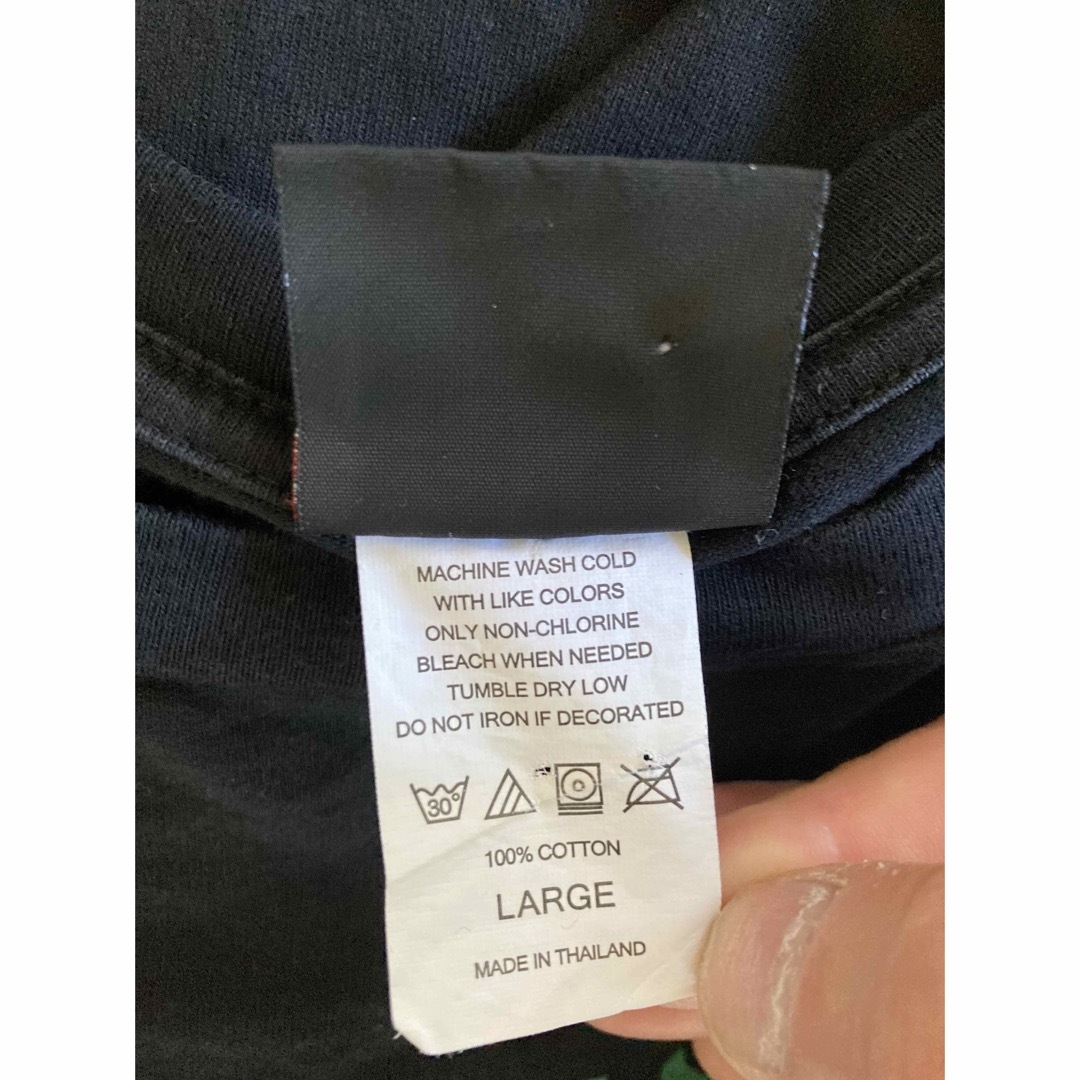 MACHINE WASH COLD
WITH LIKE COLORS
ONLY NON-CHLORINE
BLEACH WHEN NEEDED
TUMBLE DRY LOW
DO NOT IRON IF DECORATED
30°
100% COTTON
LARGE
MADE IN THAILAND